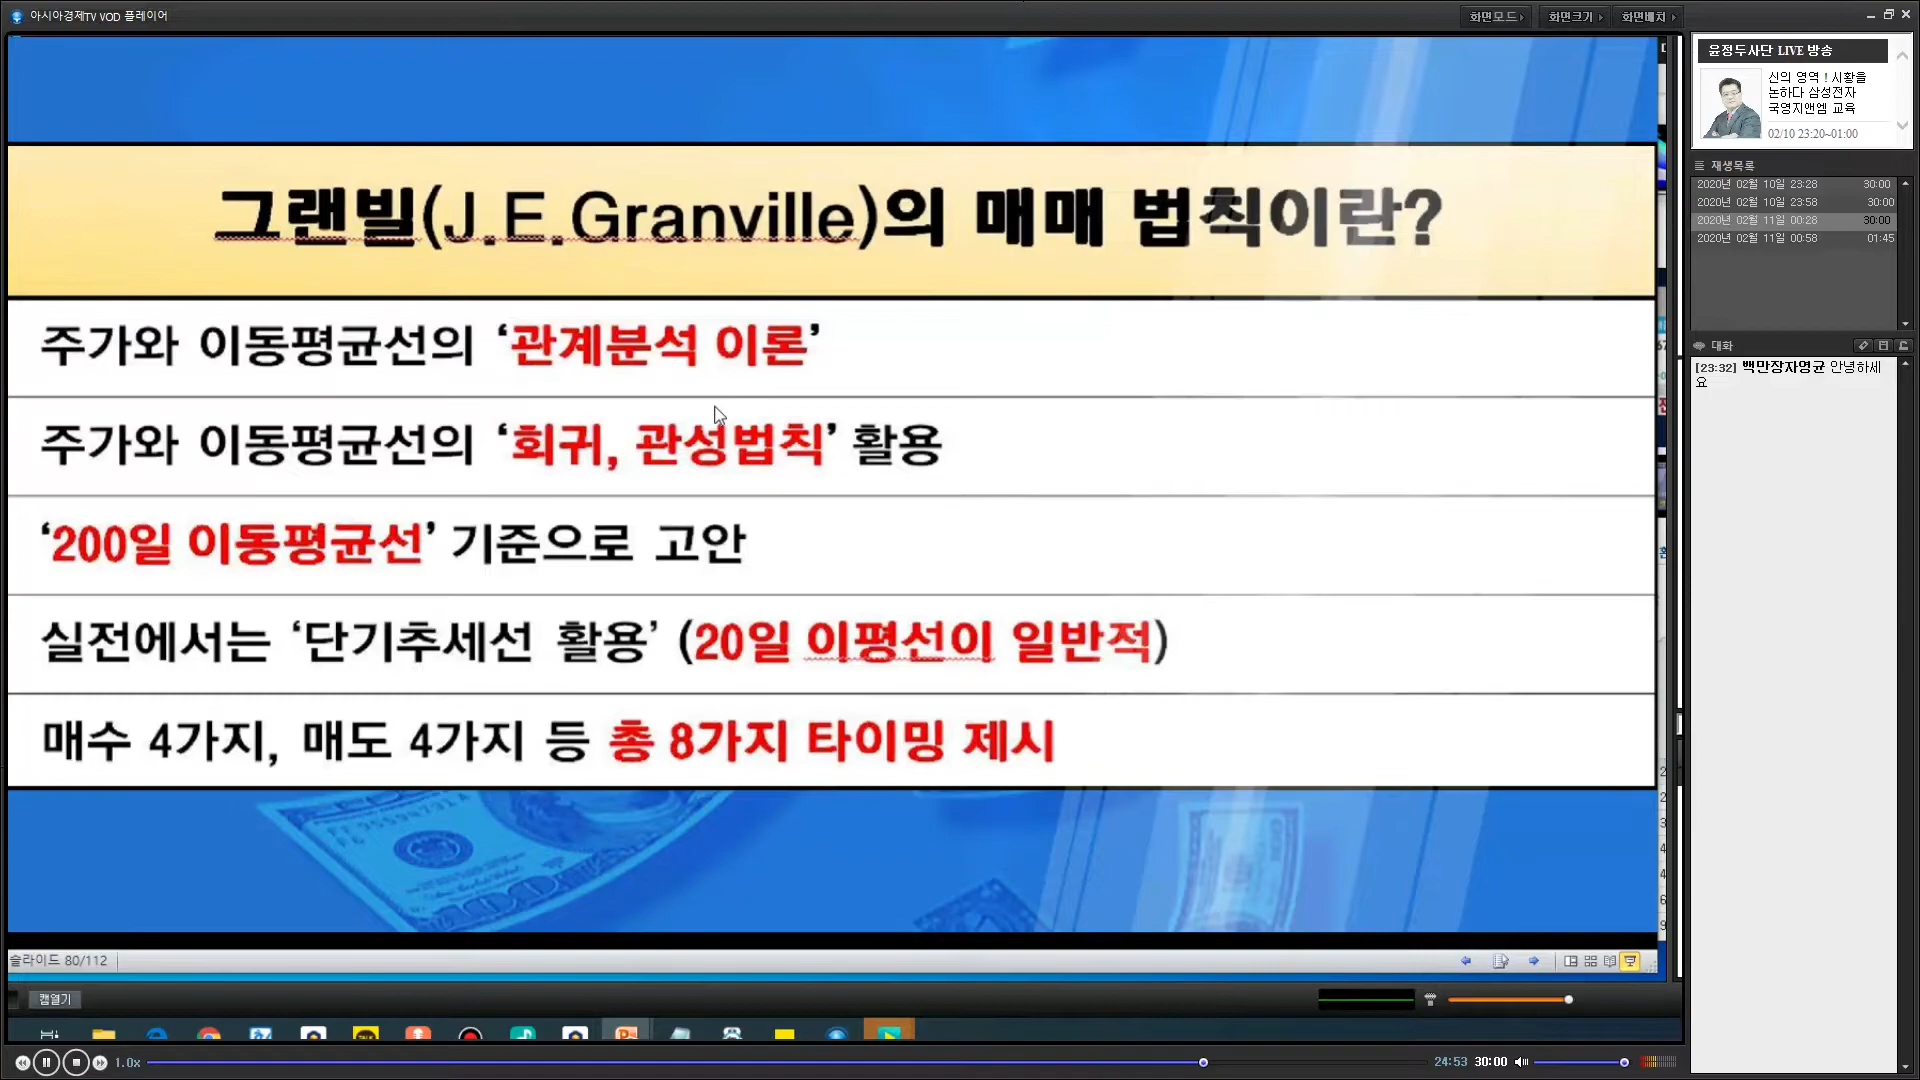 아시아경제TV VOD 플레이어
화면모드
화면크기
화면배치
그랜빌(J.E.Granville)의 매매 법칙이란?
주가와 이동평균선의 ‘관계분석 이론’
주가와 이동평균선의 ‘회귀, 관성법칙’ 활용
‘200일 이동평균선’ 기준으로 고안
실전에서는 ‘단기추세선 활용’ (20일 이평선이 일반적)
매수 4가지, 매도 4가지 등 총 8가지 타이밍 제시
슬라이드 80/112
캡열기
1.0x
24:53 30:00
윤정두사단 LIVE 방송
신의 영역 ! 시황을
논하다 삼성전자
국영지앤엠 교육
02/10 23:20~01:00
재생목록
2020년 02월 10일 23:28 30:00
2020년 02월 10일 23:58 30:00
2020년 02월 11일 00:28 30:00
2020년 02월 11일 00:58 01:45
대화
[23:32] 백만장자영균 안녕하세
요